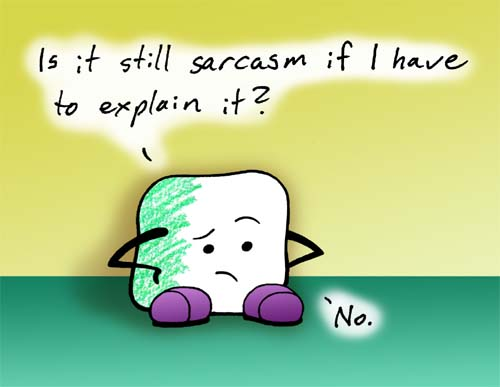 Is it still sarcasm if I have
to explain it?
No.